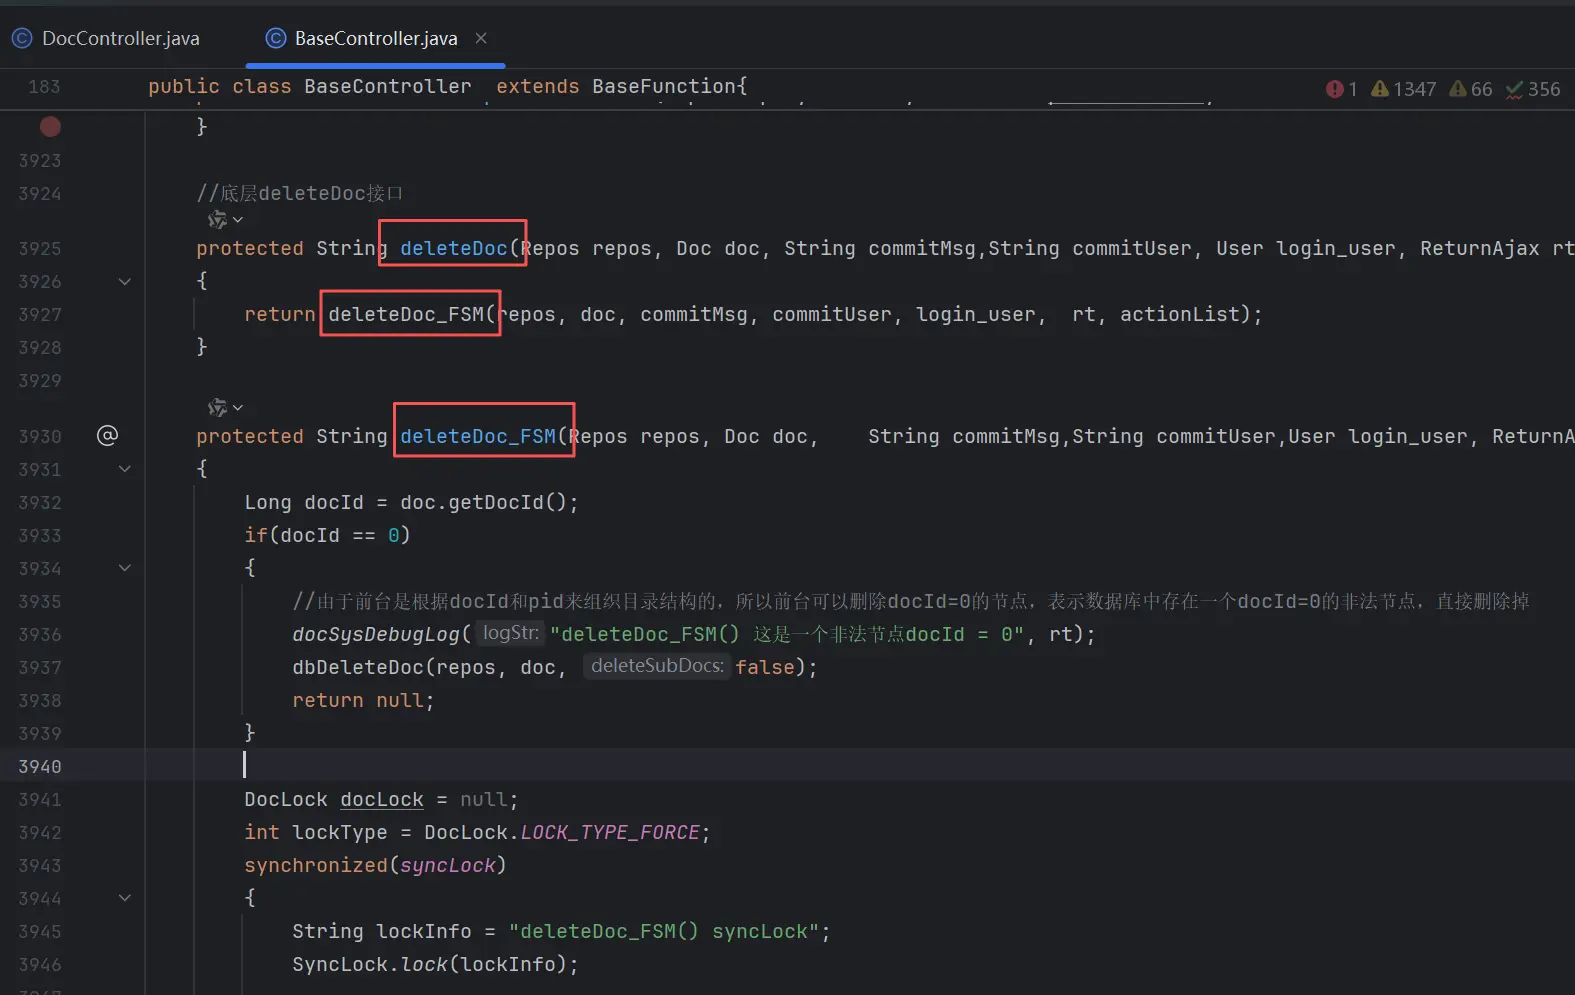 DocController.java BaseController.java
183 public class BaseController extends BaseFunction{ 1 1347 66 356
}
3923
3924 //底层deleteDoc接口
3925 protected String deleteDoc(Repos repos, Doc doc, String commitMsg,String commitUser, User login_user, ReturnAjax rt
3926 {
3927 return deleteDoc_FSM(repos, doc, commitMsg, commitUser, login_user, rt, actionList);
3928 }
3929
3930 @ protected String deleteDoc_FSM(Repos repos, Doc doc, String commitMsg,String commitUser,User login_user, ReturnA
3931 {
3932 Long docId = doc.getDocId();
3933 if(docId == 0)
3934 {
3935 //由于前台是根据docId和pid来组织目录结构的，所以前台可以删除docId=0的节点，表示数据库中存在一个docId=0的非法节点，直接删除掉
3936 docSysDebugLog( logStr: "deleteDoc_FSM() 这是一个非法节点docId = 0", rt);
3937 dbDeleteDoc(repos, doc, deleteSubDocs: false);
3938 return null;
3939 }
3940
3941 DocLock docLock = null;
3942 int lockType = DocLock.LOCK_TYPE_FORCE;
3943 synchronized(syncLock)
3944 {
3945 String lockInfo = "deleteDoc_FSM() syncLock";
3946 SyncLock.lock(lockInfo);